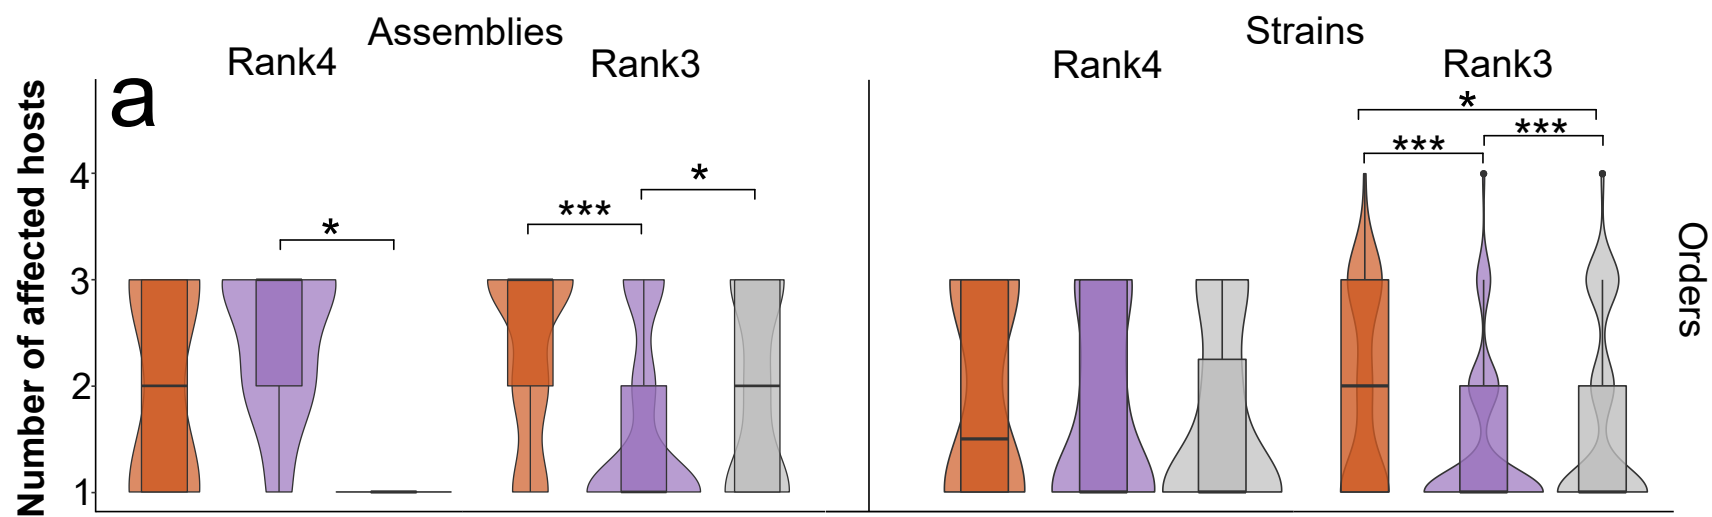 Assemblies
Strains
Rank4
Rank3
Rank4
Rank3
a
Number of affected hosts
4
3
2
1
*
***
*
*
***
***
Orders